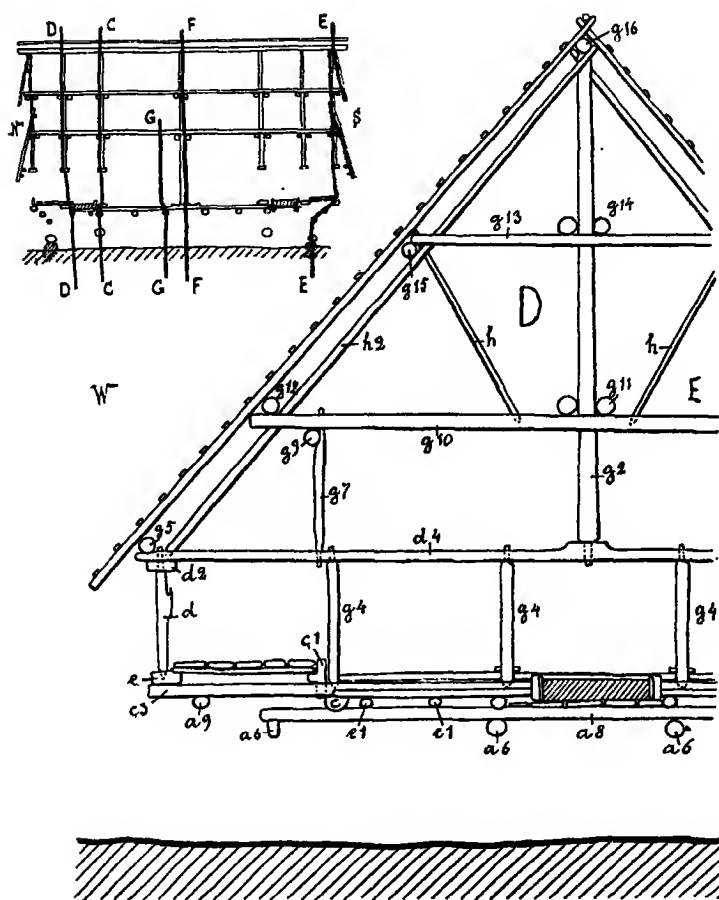 D C F E
G
N S
D C G F E
g16
g13 g14
g15
D
h2 h h
W E
g12 g11
g9 g10
g7 g2
g5 d4
d2
d g4 g4 g4
c1
e
c3
a9 c e1 e1 a6 a8 a6
a6